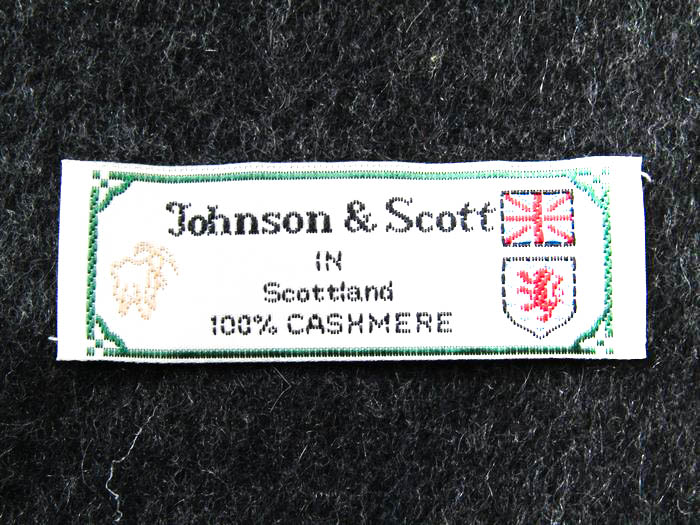 Johnson & Scott
IN
Scottland
100% CASHMERE